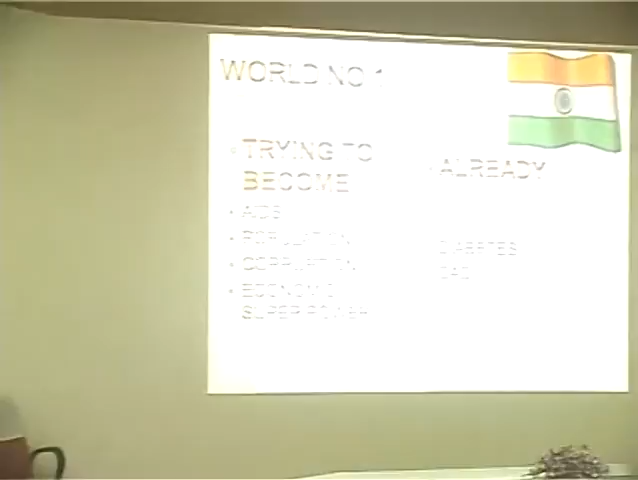 WORLD NO 1
• TRYING TO
BECOME
• AIDS
• POPULATION
• CORRUPTION
• ECONOMIC
SUPER POWER
• ALREADY
DIABETES
CAD